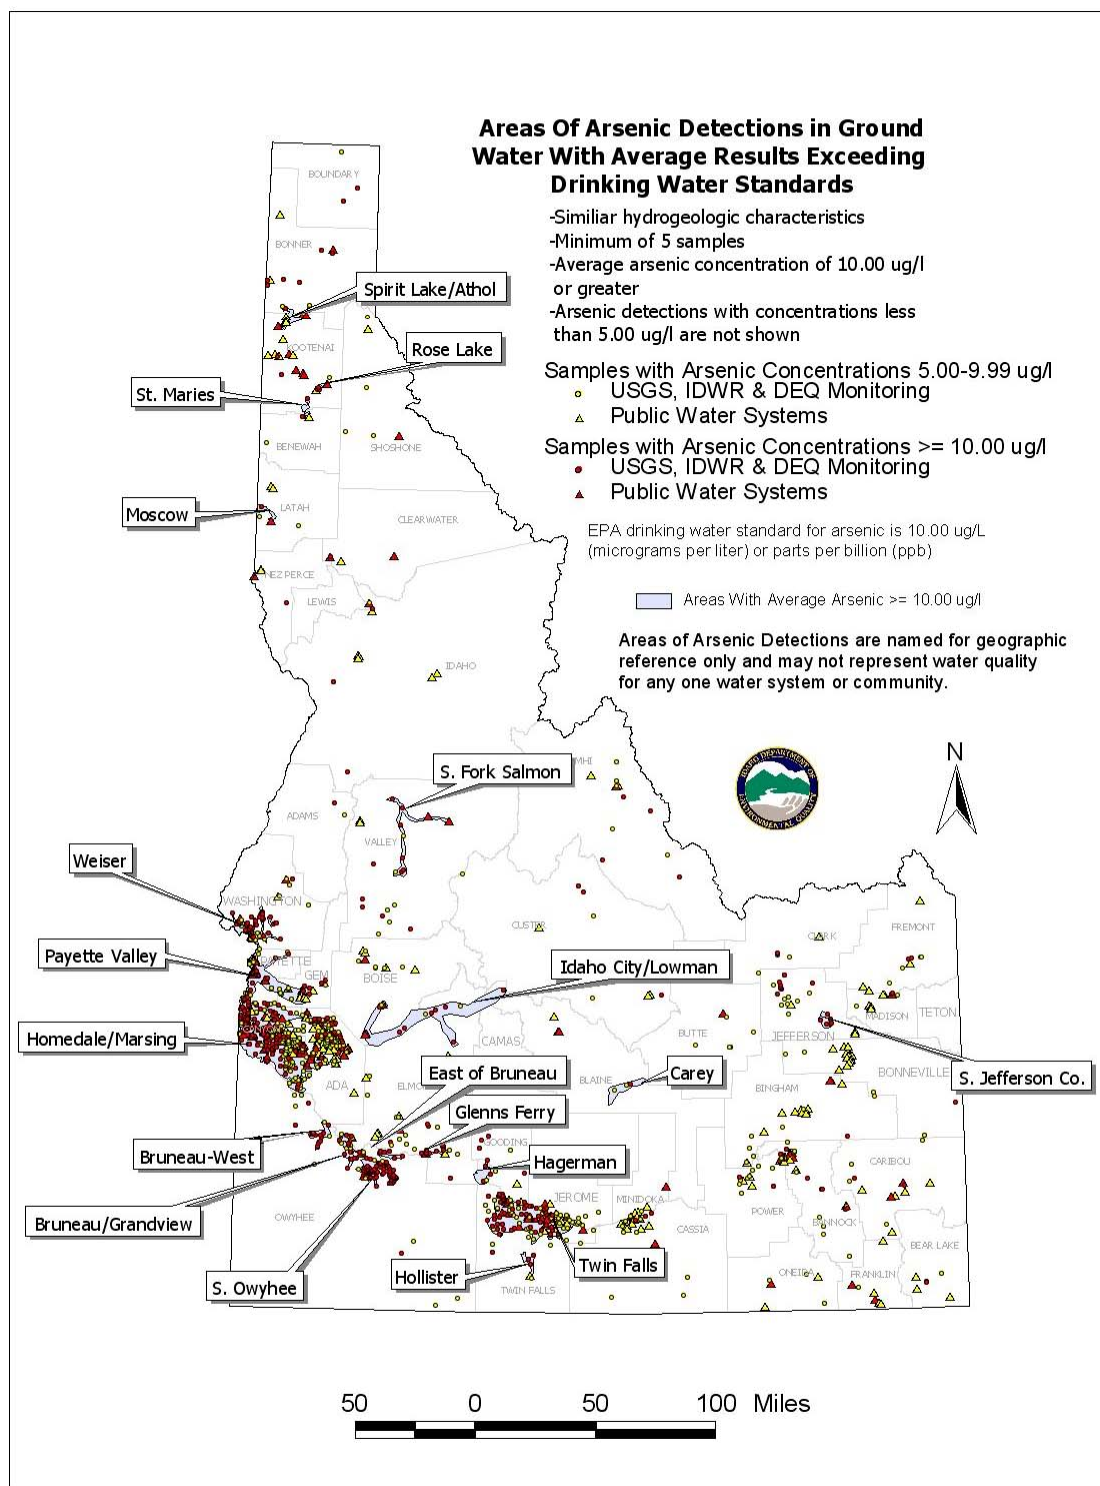 Areas Of Arsenic Detections in Ground
Water With Average Results Exceeding
Drinking Water Standards
-Similiar hydrogeologic characteristics
-Minimum of 5 samples
-Average arsenic concentration of 10.00 ug/l
or greater
-Arsenic detections with concentrations less
than 5.00 ug/l are not shown
Samples with Arsenic Concentrations 5.00-9.99 ug/l
USGS, IDWR & DEQ Monitoring
Public Water Systems
Samples with Arsenic Concentrations >= 10.00 ug/l
USGS, IDWR & DEQ Monitoring
Public Water Systems
EPA drinking water standard for arsenic is 10.00 ug/L
(micrograms per liter) or parts per billion (ppb)
Areas With Average Arsenic >= 10.00 ug/l
Areas of Arsenic Detections are named for geographic
reference only and may not represent water quality
for any one water system or community.
BOUNDARY
BONNER
Spirit Lake/Athol
KOOTENAI
Rose Lake
St. Maries
BENEWAH
SHOSHONE
Moscow
LATAH
CLEARWATER
NEZ PERCE
LEWIS
IDAHO
S. Fork Salmon
MHI
IDAHO DEPARTMENT OF
ENVIRONMENTAL QUALITY
N
ADAMS
VALLEY
Weiser
WASHINGTON
CUSTER
CLARK
FREMONT
Payette Valley
PAYETTE
GEM
BOISE
Idaho City/Lowman
Homedale/Marsing
CAMAS
BUTTE
JEFFERSON
MADISON
TETON
ADA
ELMO
East of Bruneau
BLAINE
Carey
BINGHAM
BONNEVILLE
S. Jefferson Co.
Glenns Ferry
Bruneau-West
GOODING
Hagerman
CARIBOU
Bruneau/Grandview
OWYHEE
JEROME
MINIDOKA
CASSIA
POWER
BANNOCK
BEAR LAKE
S. Owyhee
Hollister
TWIN FALLS
Twin Falls
ONEIDA
FRANKLIN
50 0 50 100 Miles